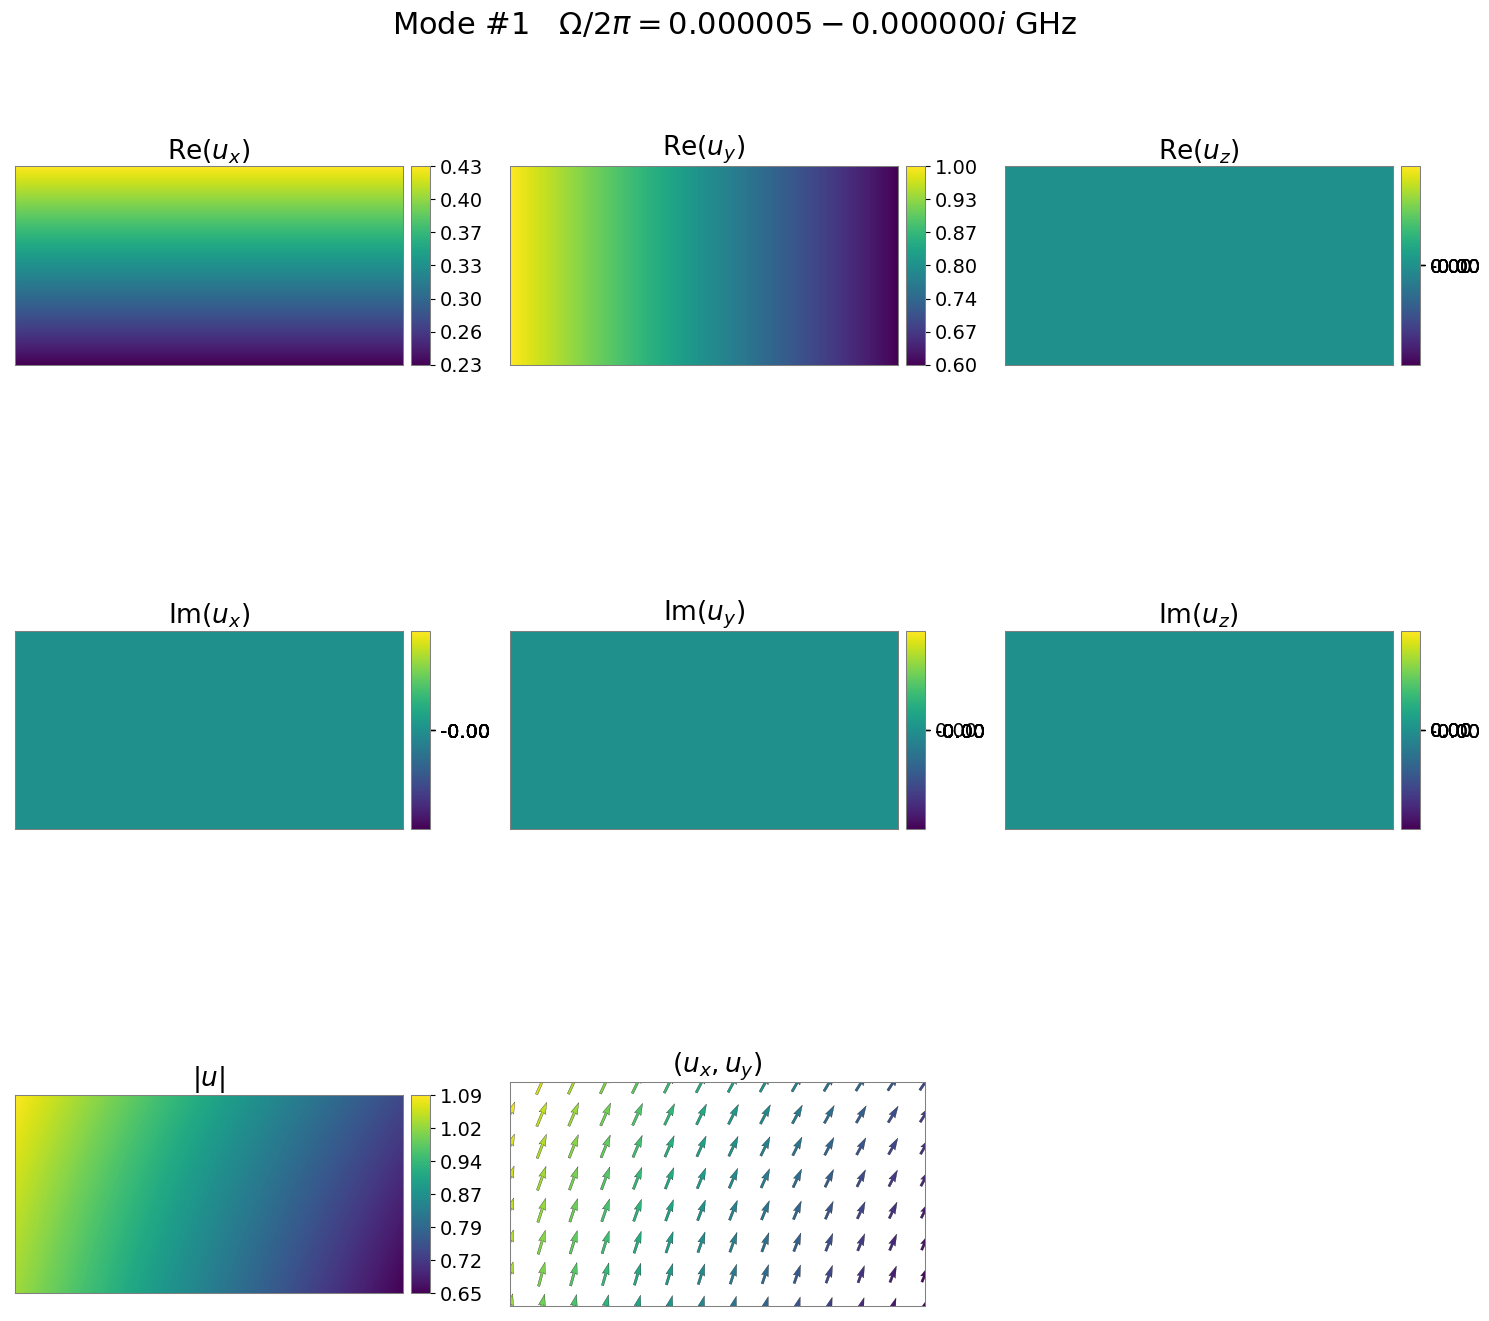 Mode #1 Ω/2π = 0.000005 − 0.000000i GHz
Re(u_x)
0.43
0.40
0.37
0.33
0.30
0.26
0.23
Re(u_y)
1.00
0.93
0.87
0.80
0.74
0.67
0.60
Re(u_z)
Im(u_x)
-0.00
Im(u_y)
Im(u_z)
|u|
1.09
1.02
0.94
0.87
0.79
0.72
0.65
(u_x, u_y)